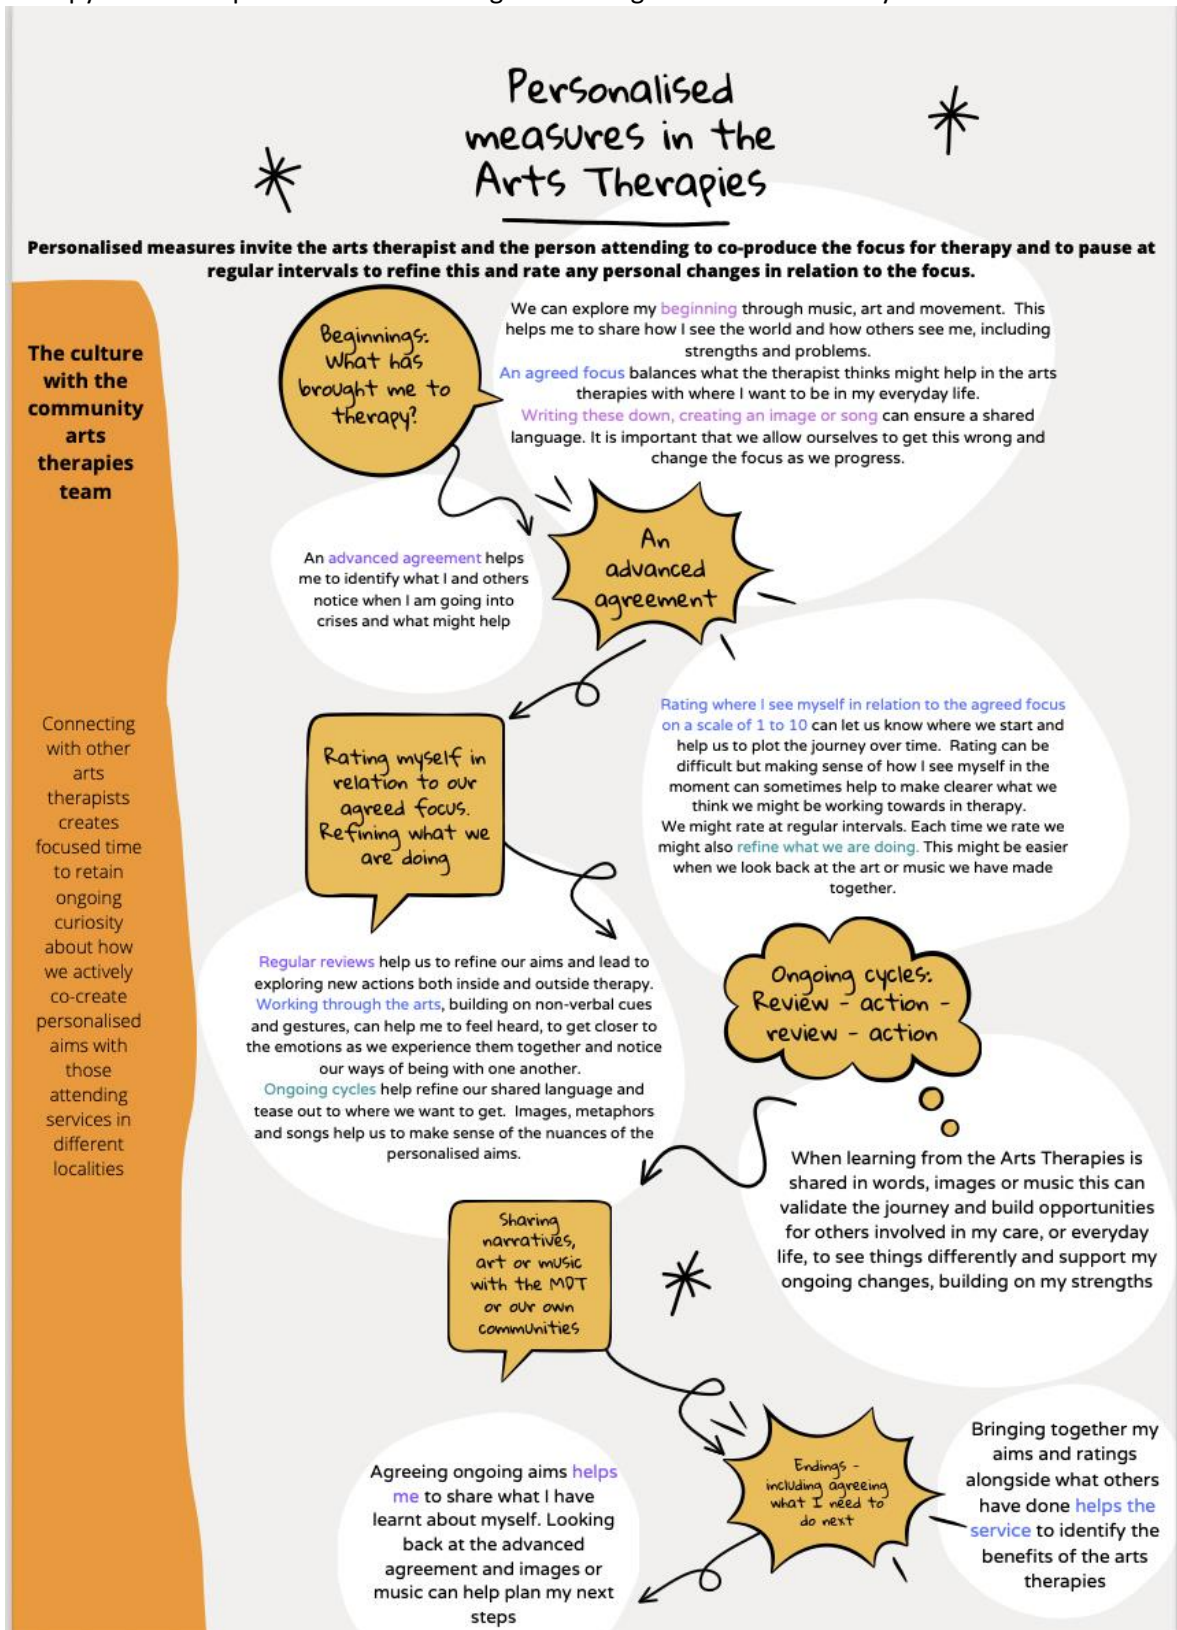 Personalised
measures in the
Arts Therapies
Personalised measures invite the arts therapist and the person attending to co-produce the focus for therapy and to pause at
regular intervals to refine this and rate any personal changes in relation to the focus.
The culture
with the
community
arts
therapies
team
Connecting
with other
arts
therapists
creates
focused time
to retain
ongoing
curiosity
about how
we actively
co-create
personalised
aims with
those
attending
services in
different
localities
Beginnings:
What has
brought me to
therapy?
We can explore my beginning through music, art and movement. This
helps me to share how I see the world and how others see me, including
strengths and problems.
An agreed focus balances what the therapist thinks might help in the arts
therapies with where I want to be in my everyday life.
Writing these down, creating an image or song can ensure a shared
language. It is important that we allow ourselves to get this wrong and
change the focus as we progress.
An
advanced
agreement
An advanced agreement helps
me to identify what I and others
notice when I am going into
crises and what might help
Rating myself in
relation to our
agreed focus.
Refining what we
are doing
Rating where I see myself in relation to the agreed focus
on a scale of 1 to 10 can let us know where we start and
help us to plot the journey over time. Rating can be
difficult but making sense of how I see myself in the
moment can sometimes help to make clearer what we
think we might be working towards in therapy.
We might rate at regular intervals. Each time we rate we
might also refine what we are doing. This might be easier
when we look back at the art or music we have made
together.
Ongoing cycles:
Review - action -
review - action
Regular reviews help us to refine our aims and lead to
exploring new actions both inside and outside therapy.
Working through the arts, building on non-verbal cues
and gestures, can help me to feel heard, to get closer to
the emotions as we experience them together and notice
our ways of being with one another.
Ongoing cycles help refine our shared language and
tease out to where we want to get. Images, metaphors
and songs help us to make sense of the nuances of the
personalised aims.
Sharing
narratives,
art or music
with the MDT
or our own
communities
When learning from the Arts Therapies is
shared in words, images or music this can
validate the journey and build opportunities
for others involved in my care, or everyday
life, to see things differently and support my
ongoing changes, building on my strengths
Endings -
including agreeing
what I need to
do next
Agreeing ongoing aims helps
me to share what I have
learnt about myself. Looking
back at the advanced
agreement and images or
music can help plan my next
steps
Bringing together my
aims and ratings
alongside what others
have done helps the
service to identify the
benefits of the arts
therapies